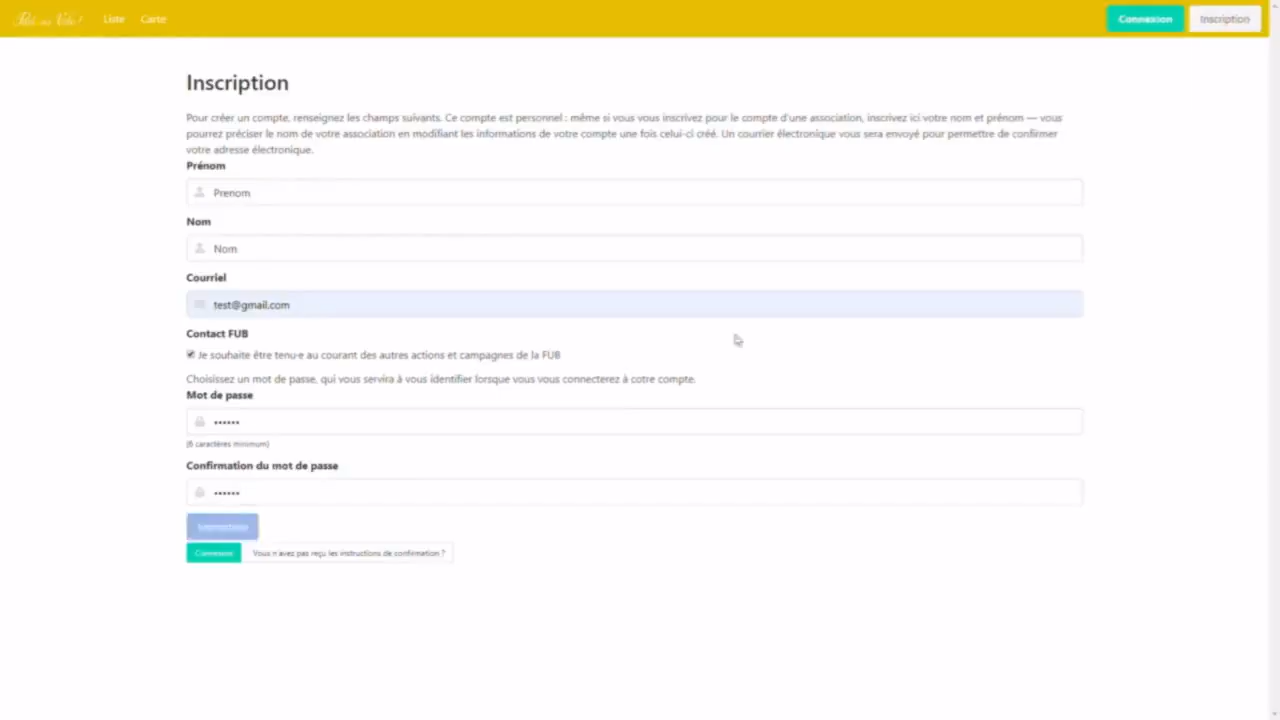 Liste
Carte
Connexion
Inscription
Inscription
Pour créer un compte, renseignez les champs suivants. Ce compte est personnel : même si vous vous inscrivez pour le compte d'une association, inscrivez ici votre nom et prénom — vous
pourrez préciser le nom de votre association en modifiant les informations de votre compte une fois celui-ci créé. Un courrier électronique vous sera envoyé pour permettre de confirmer
votre adresse électronique.
Prénom
Prenom
Nom
Nom
Courriel
test@gmail.com
Contact FUB
Je souhaite être tenu·e au courant des autres actions et campagnes de la FUB
Choisissez un mot de passe, qui vous servira à vous identifier lorsque vous vous connecterez à cotre compte.
Mot de passe
••••••
(6 caractères minimum)
Confirmation du mot de passe
••••••
Connexion
Vous n'avez pas reçu les instructions de confirmation ?